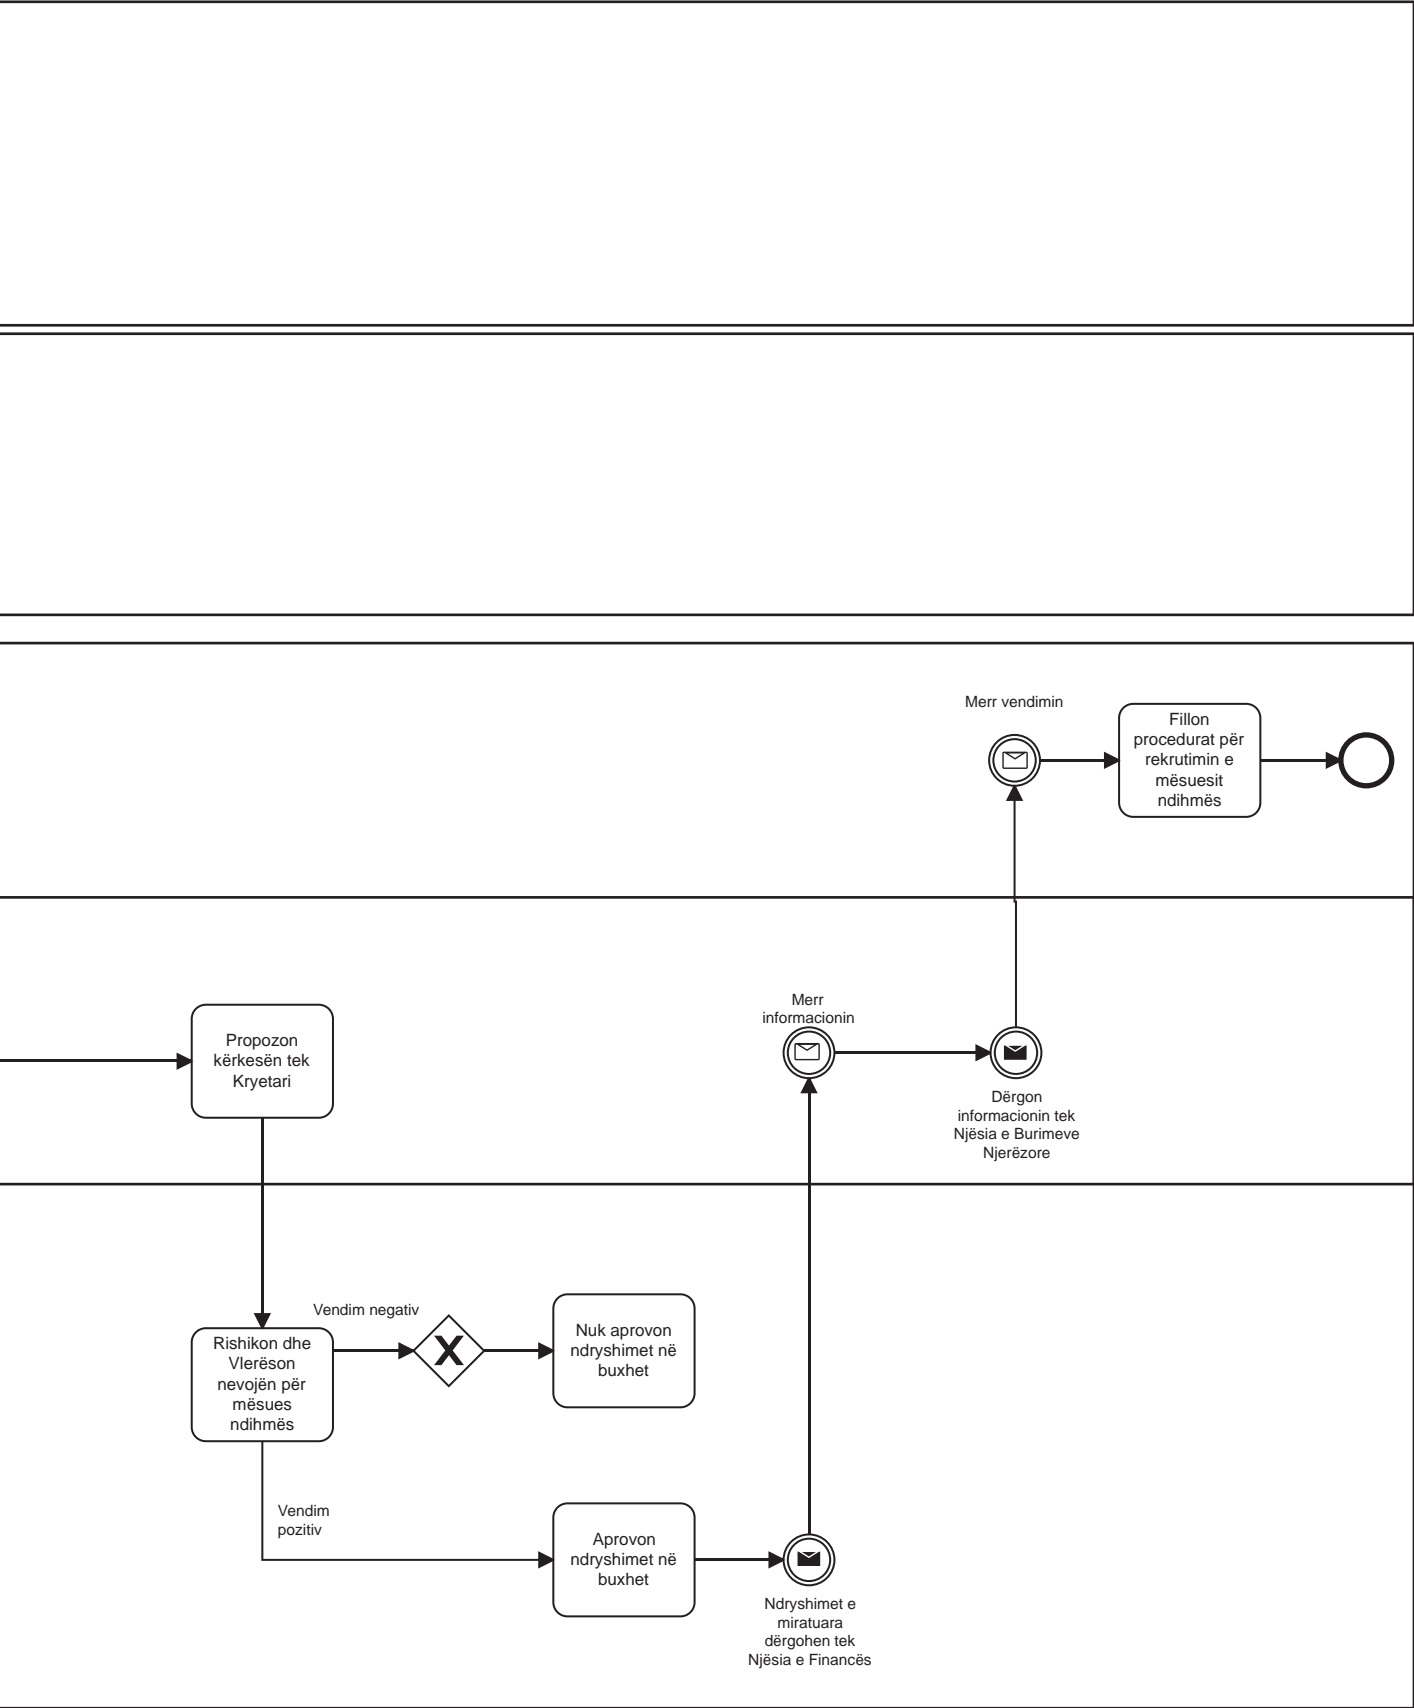 Merr vendimin
Fillon
procedurat për
rekrutimin e
mësuesit
ndihmës
Merr
informacionin
Propozon
kërkesën tek
Kryetari
Dërgon
informacionin tek
Njësia e Burimeve
Njerëzore
Vendim negativ
Rishikon dhe
Vlerëson
nevojën për
mësues
ndihmës
X
Nuk aprovon
ndryshimet në
buxhet
Vendim
pozitiv
Aprovon
ndryshimet në
buxhet
Ndryshimet e
miratuara
dërgohen tek
Njësia e Financës